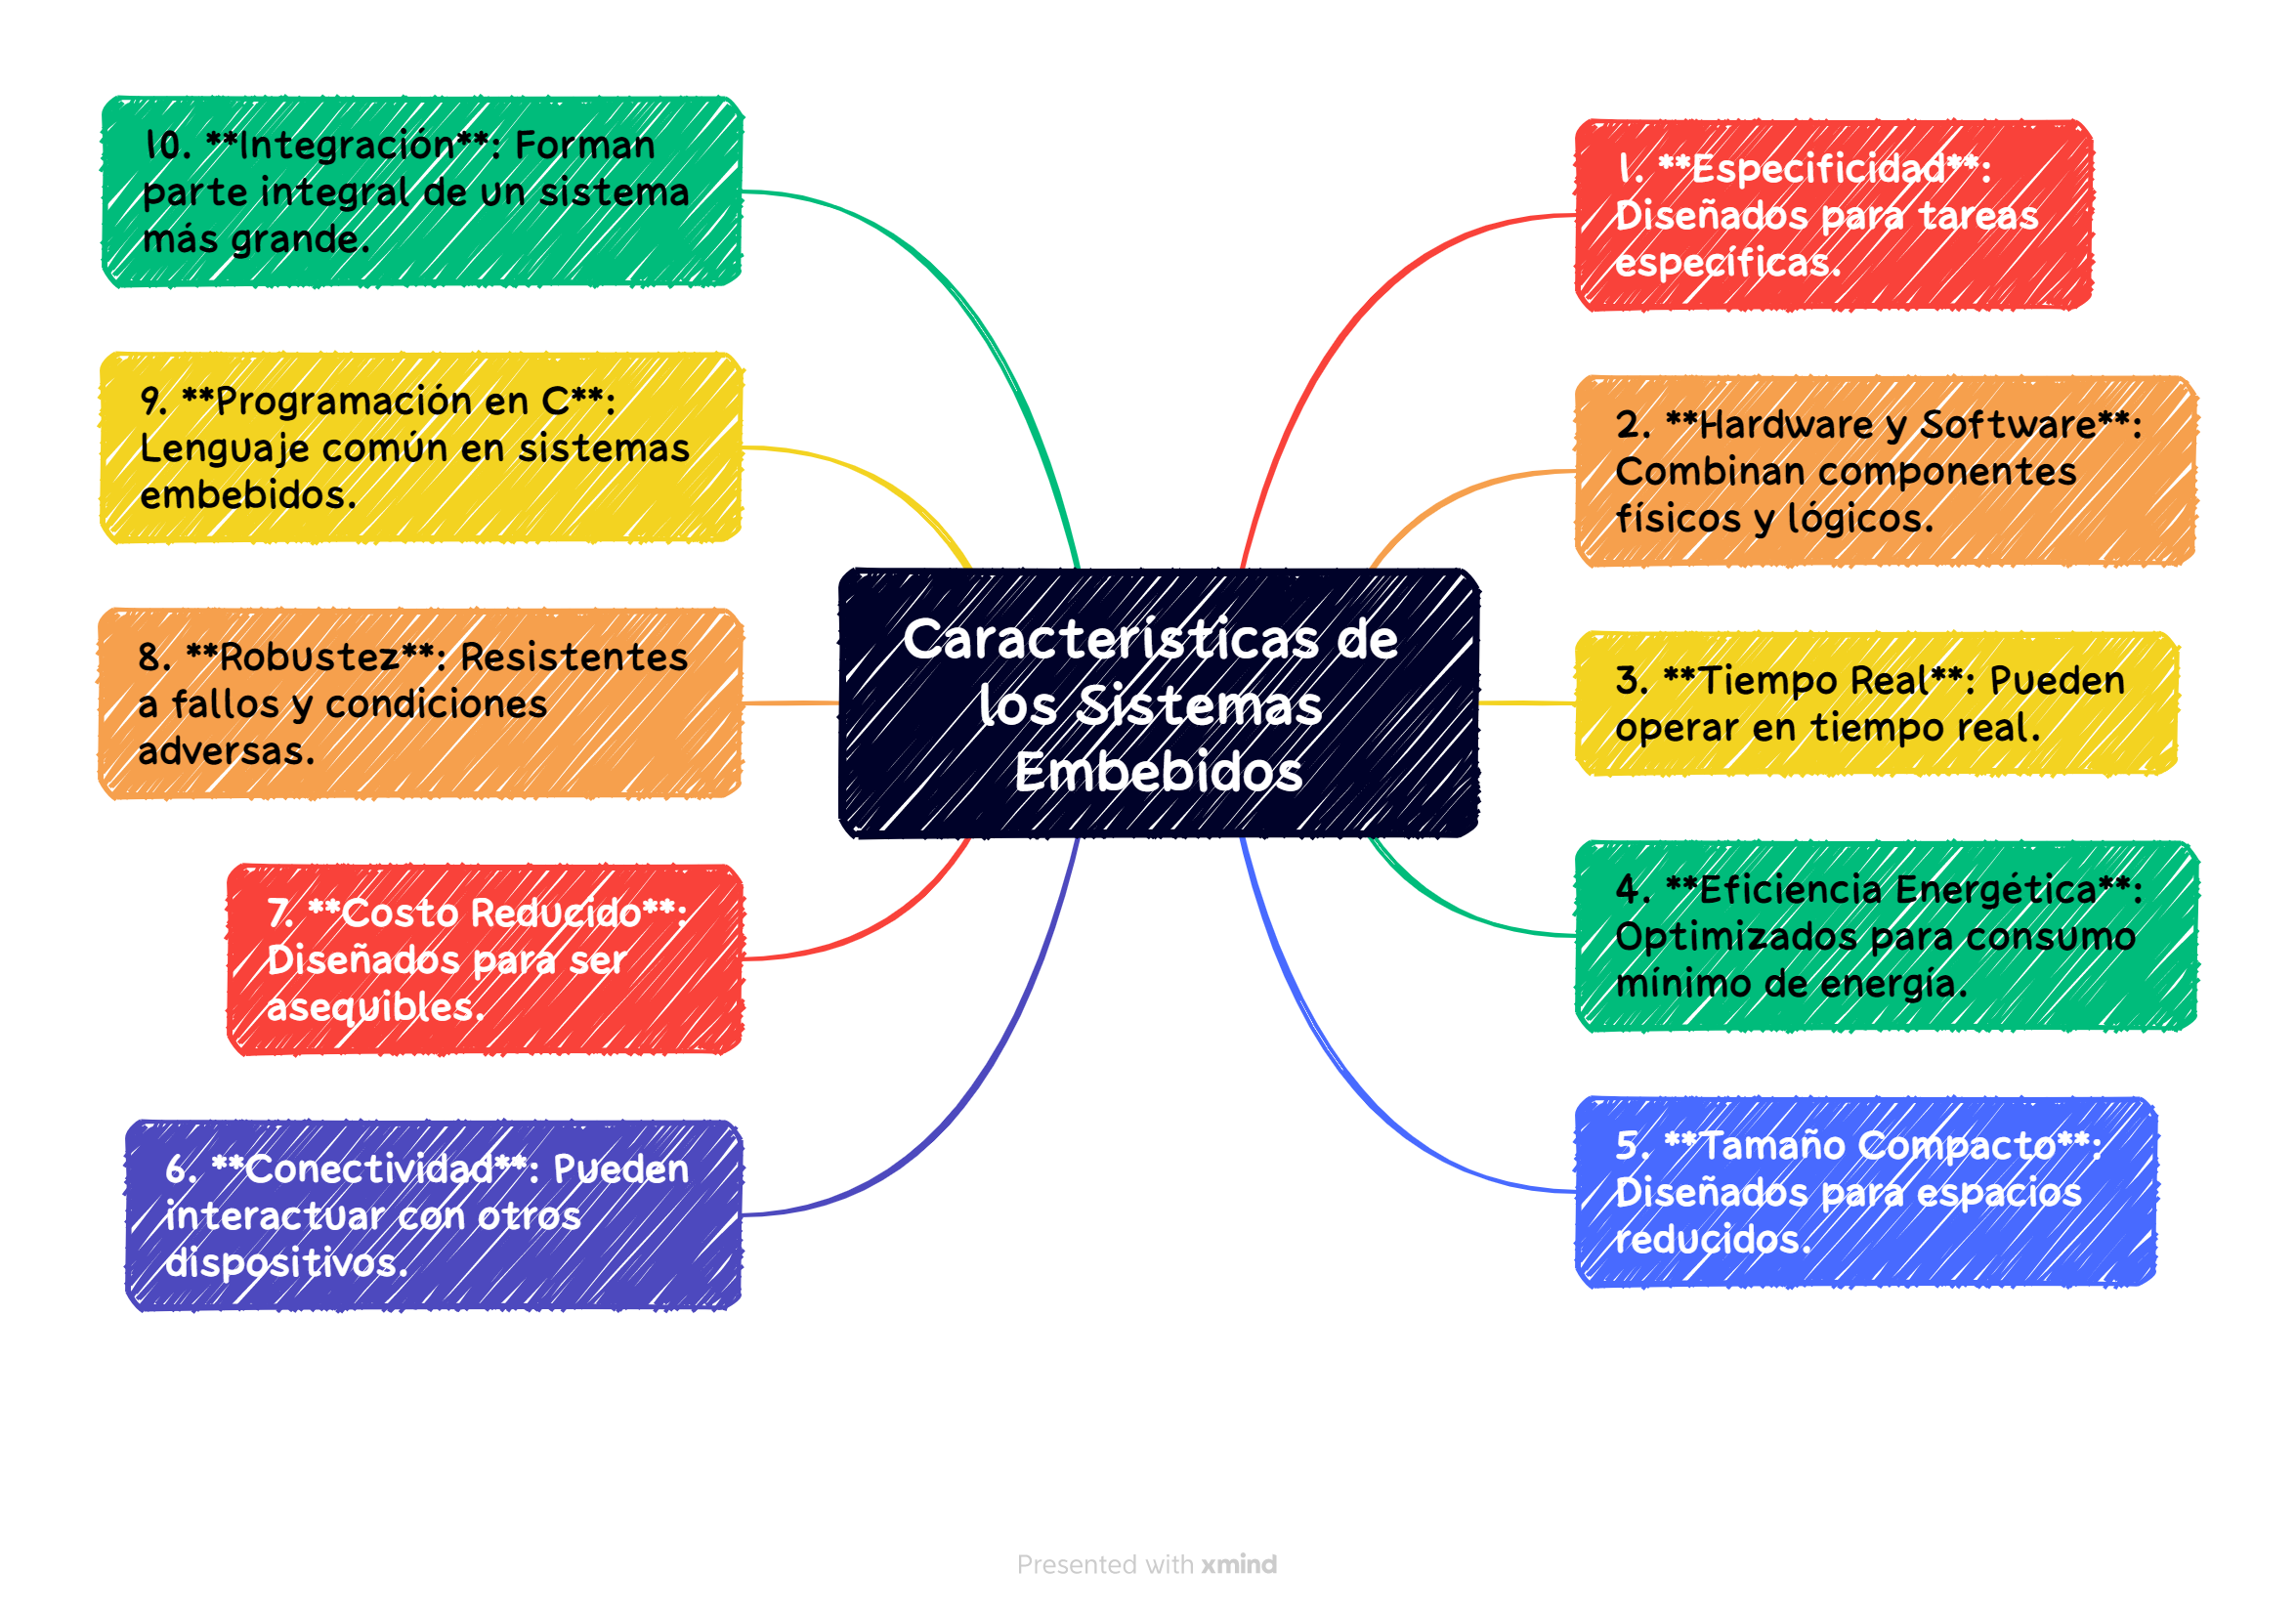 Características de
los Sistemas
Embebidos
1. **Especificidad**:
Diseñados para tareas
específicas.
2. **Hardware y Software**:
Combinan componentes
físicos y lógicos.
3. **Tiempo Real**: Pueden
operar en tiempo real.
4. **Eficiencia Energética**:
Optimizados para consumo
mínimo de energía.
5. **Tamaño Compacto**:
Diseñados para espacios
reducidos.
6. **Conectividad**: Pueden
interactuar con otros
dispositivos.
7. **Costo Reducido**:
Diseñados para ser
asequibles.
8. **Robustez**: Resistentes
a fallos y condiciones
adversas.
9. **Programación en C**:
Lenguaje común en sistemas
embebidos.
10. **Integración**: Forman
parte integral de un sistema
más grande.
Presented with xmind